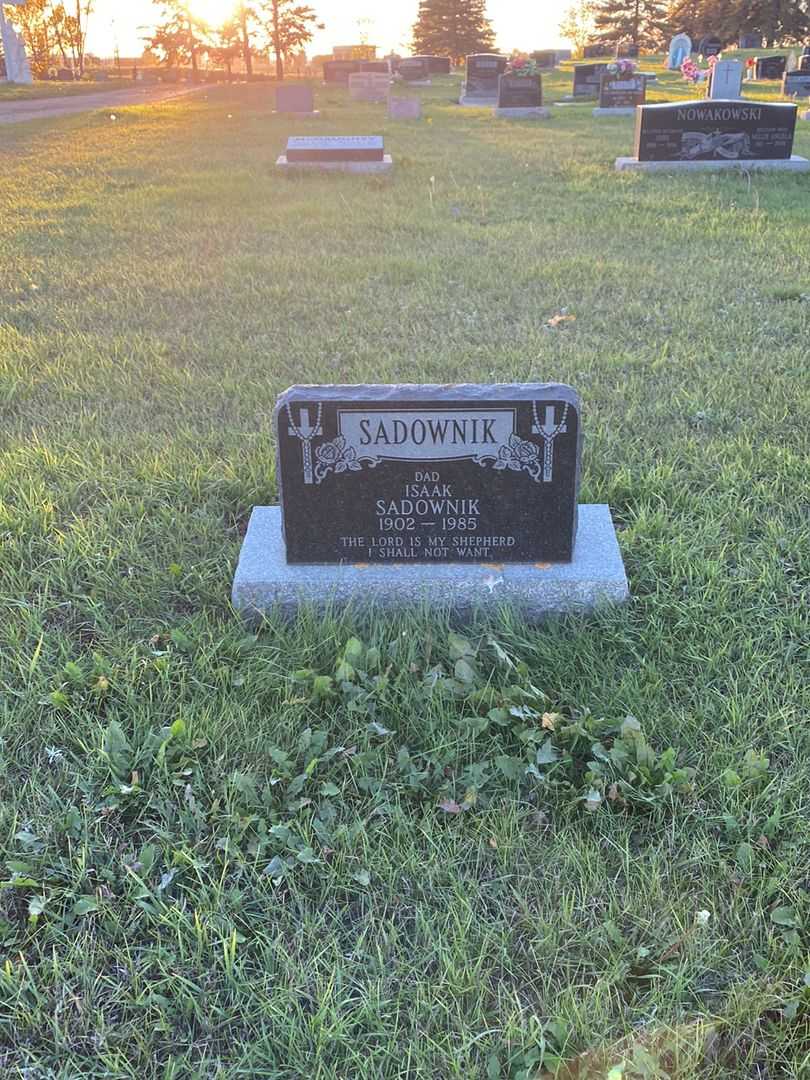 NOWAKOWSKI
SADOWNIK
DAD
ISAAK
SADOWNIK
1902 — 1985
THE LORD IS MY SHEPHERD
I SHALL NOT WANT.